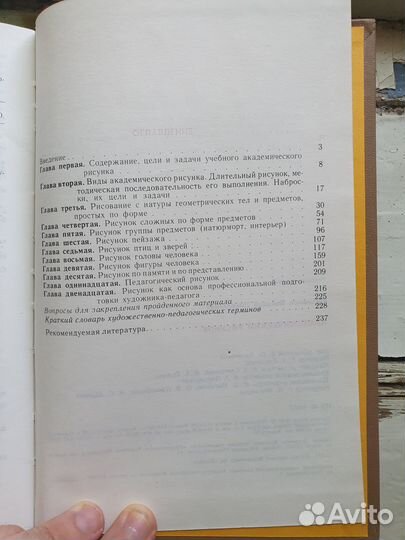 ОГЛАВЛЕНИЕ
Введение . . 3
Глава первая. Содержание, цели и задачи учебного академического
рисунка 8
Глава вторая. Виды академического рисунка. Длительный рисунок, ме-
тодическая последовательность его выполнения. Наброс-
ки, их цели и задачи 17
Глава третья. Рисование с натуры геометрических тел и предметов,
простых по форме 30
Глава четвертая. Рисунок сложных по форме предметов 54
Глава пятая. Рисунок группы предметов (натюрморт, интерьер) 71
Глава шестая. Рисунок пейзажа 96
Глава седьмая. Рисунок птиц и зверей 107
Глава восьмая. Рисунок головы человека 117
Глава девятая. Рисунок фигуры человека 159
Глава десятая. Рисунок по памяти и по представлению 201
Глава одиннадцатая. Педагогический рисунок 209
Глава двенадцатая. Рисунок как основа профессиональной подго-
товки художника-педагога 216
Вопросы для закрепления пройденного материала 225
Краткий словарь художественно-педагогических терминов 228
Рекомендуемая литература 237
Avito